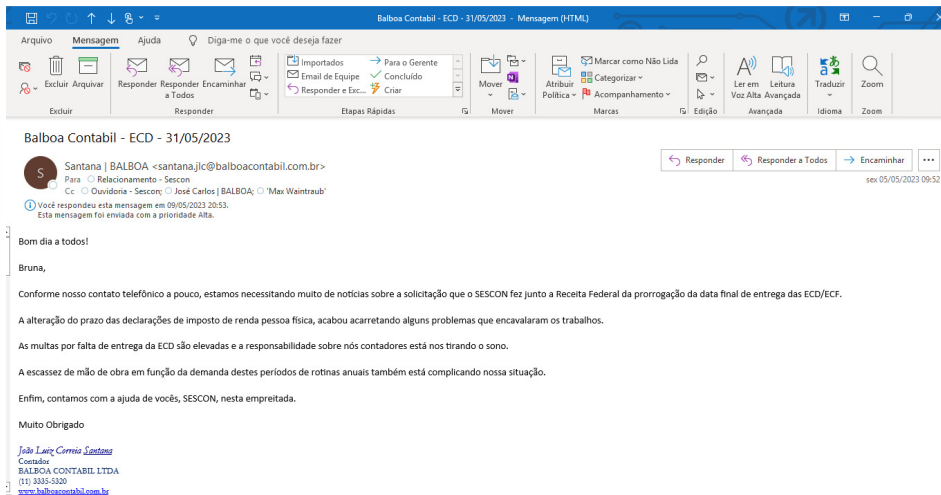 Balboa Contabil - ECD - 31/05/2023 - Mensagem (HTML)
Arquivo Mensagem Ajuda Diga-me o que você deseja fazer
Excluir Arquivar
Excluir
Responder Responder a Todos Encaminhar
Responder
Importados Para o Gerente
Email de Equipe Concluído
Responder e Exc... Criar
Etapas Rápidas
Mover
Mover
Atribuir Política
Marcar como Não Lida
Categorizar
Acompanhamento
Marcas
Edição
Ler em Voz Alta Leitura Avançada
Avançada
Traduzir
Idioma
Zoom
Zoom
Balboa Contabil - ECD - 31/05/2023
S
Santana | BALBOA <santana.jlc@balboacontabil.com.br>
Para Relacionamento - Sescon
Cc Ouvidoria - Sescon; José Carlos | BALBOA; 'Max Waintraub'
Responder Responder a Todos Encaminhar ...
sex 05/05/2023 09:52
Você respondeu esta mensagem em 09/05/2023 20:53.
Esta mensagem foi enviada com a prioridade Alta.
Bom dia a todos!
Bruna,
Conforme nosso contato telefônico a pouco, estamos necessitando muito de notícias sobre a solicitação que o SESCON fez junto a Receita Federal da prorrogação da data final de entrega das ECD/ECF.
A alteração do prazo das declarações de imposto de renda pessoa física, acabou acarretando alguns problemas que encavalaram os trabalhos.
As multas por falta de entrega da ECD são elevadas e a responsabilidade sobre nós contadores está nos tirando o sono.
A escassez de mão de obra em função da demanda destes períodos de rotinas anuais também está complicando nossa situação.
Enfim, contamos com a ajuda de vocês, SESCON, nesta empreitada.
Muito Obrigado
João Luiz Correia Santana
Contador
BALBOA CONTABIL LTDA
(11) 3335-5320
www.balboacontabil.com.br